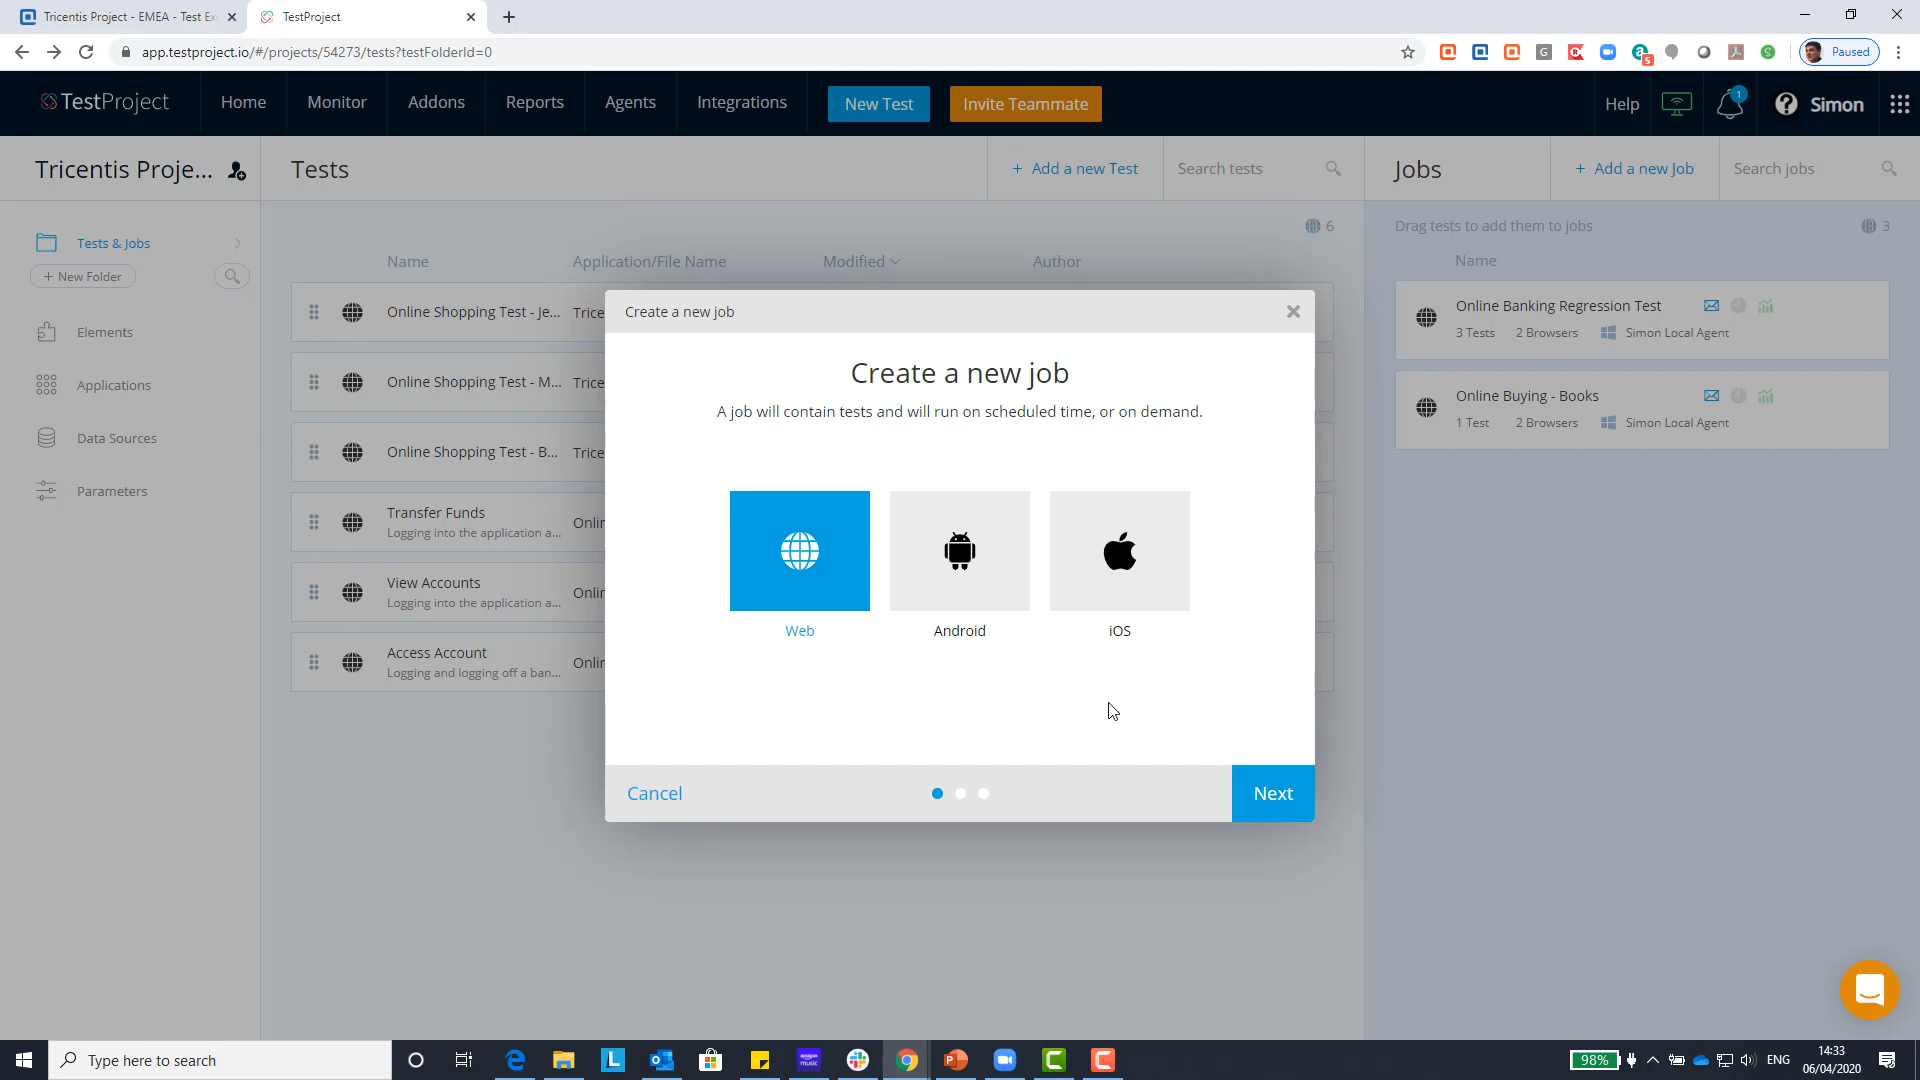 Tricentis Project - EMEA - Test Ex
TestProject
app.testproject.io/#/projects/54273/tests?testFolderId=0
5
Paused
TestProject
Home
Monitor
Addons
Reports
Agents
Integrations
New Test
Invite Teammate
Help
1
Simon
Tricentis Proje...
Tests
+ Add a new Test
Search tests
Jobs
+ Add a new Job
Search jobs
Tests & Jobs
+ New Folder
Elements
Applications
Data Sources
Parameters
6
Name
Application/File Name
Modified
Author
Online Shopping Test - Je...
Trice
Online Shopping Test - M...
Trice
Online Shopping Test - B...
Trice
Transfer Funds
Logging into the application a...
Onlin
View Accounts
Logging into the application a...
Onlin
Access Account
Logging and logging off a ban...
Onlin
Drag tests to add them to jobs
3
Name
Online Banking Regression Test
3 Tests
2 Browsers
Simon Local Agent
Online Buying - Books
1 Test
2 Browsers
Simon Local Agent
Create a new job
Create a new job
A job will contain tests and will run on scheduled time, or on demand.
Web
Android
iOS
Cancel
Next
Type here to search
98%
ENG
14:33
06/04/2020